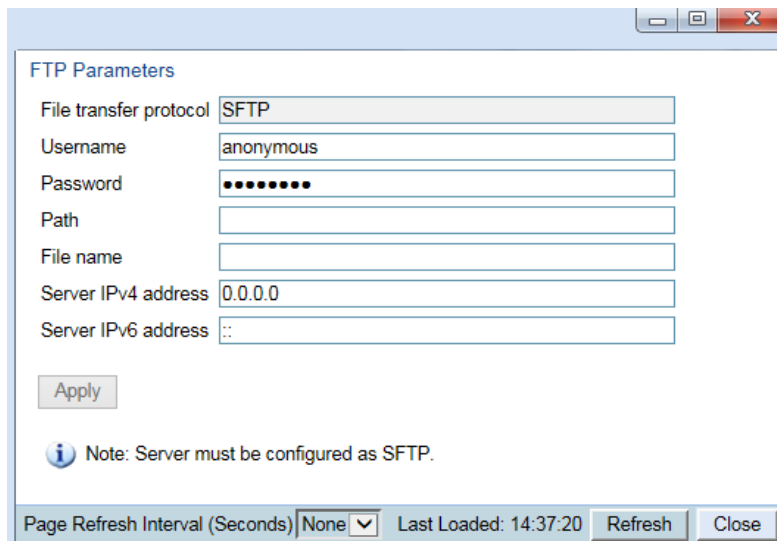 FTP Parameters
File transfer protocol SFTP
Username anonymous
Password ••••••••
Path
File name
Server IPv4 address 0.0.0.0
Server IPv6 address ::
Apply
Note: Server must be configured as SFTP.
Page Refresh Interval (Seconds) None Last Loaded: 14:37:20 Refresh Close